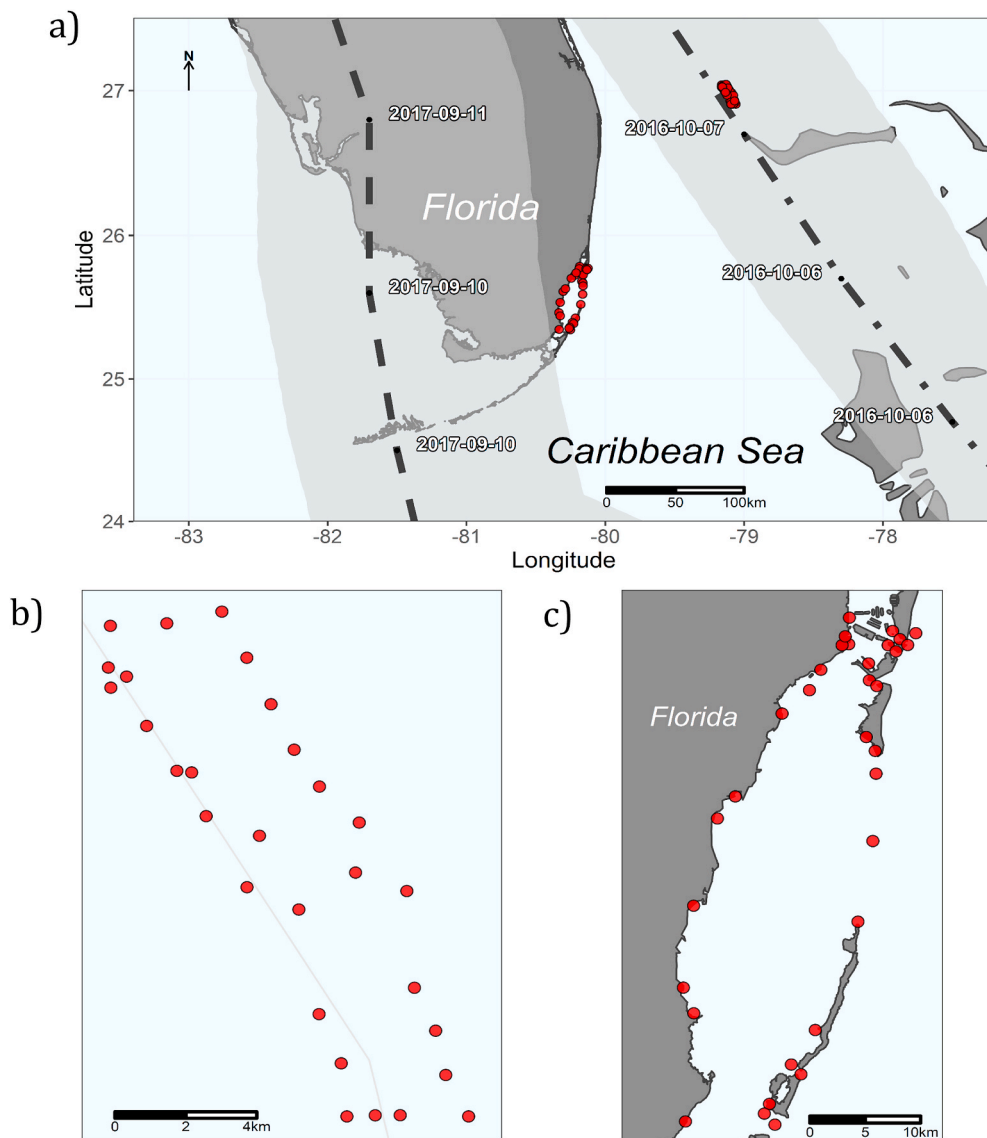 a)
N
27
26
25
24
Latitude
2017-09-11
2016-10-07
Florida
2017-09-10
2016-10-06
2017-09-10
2016-10-06
Caribbean Sea
0 50 100km
-83 -82 -81 -80 -79 -78
Longitude
b)
0 2 4km
c)
Florida
0 5 10km